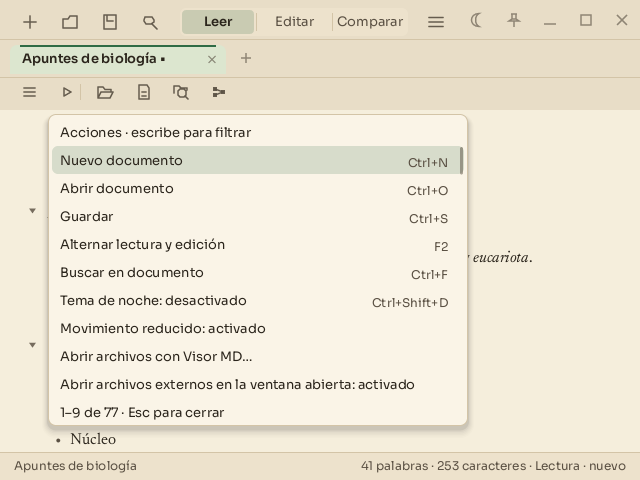 Leer Editar Comparar
Apuntes de biología •
Acciones · escribe para filtrar
Nuevo documento Ctrl+N
Abrir documento Ctrl+O
Guardar Ctrl+S
Alternar lectura y edición F2
eucariota.
Buscar en documento Ctrl+F
Tema de noche: desactivado Ctrl+Shift+D
Movimiento reducido: activado
Abrir archivos con Visor MD...
Abrir archivos externos en la ventana abierta: activado
1–9 de 77 · Esc para cerrar
• Núcleo
Apuntes de biología 41 palabras · 253 caracteres · Lectura · nuevo